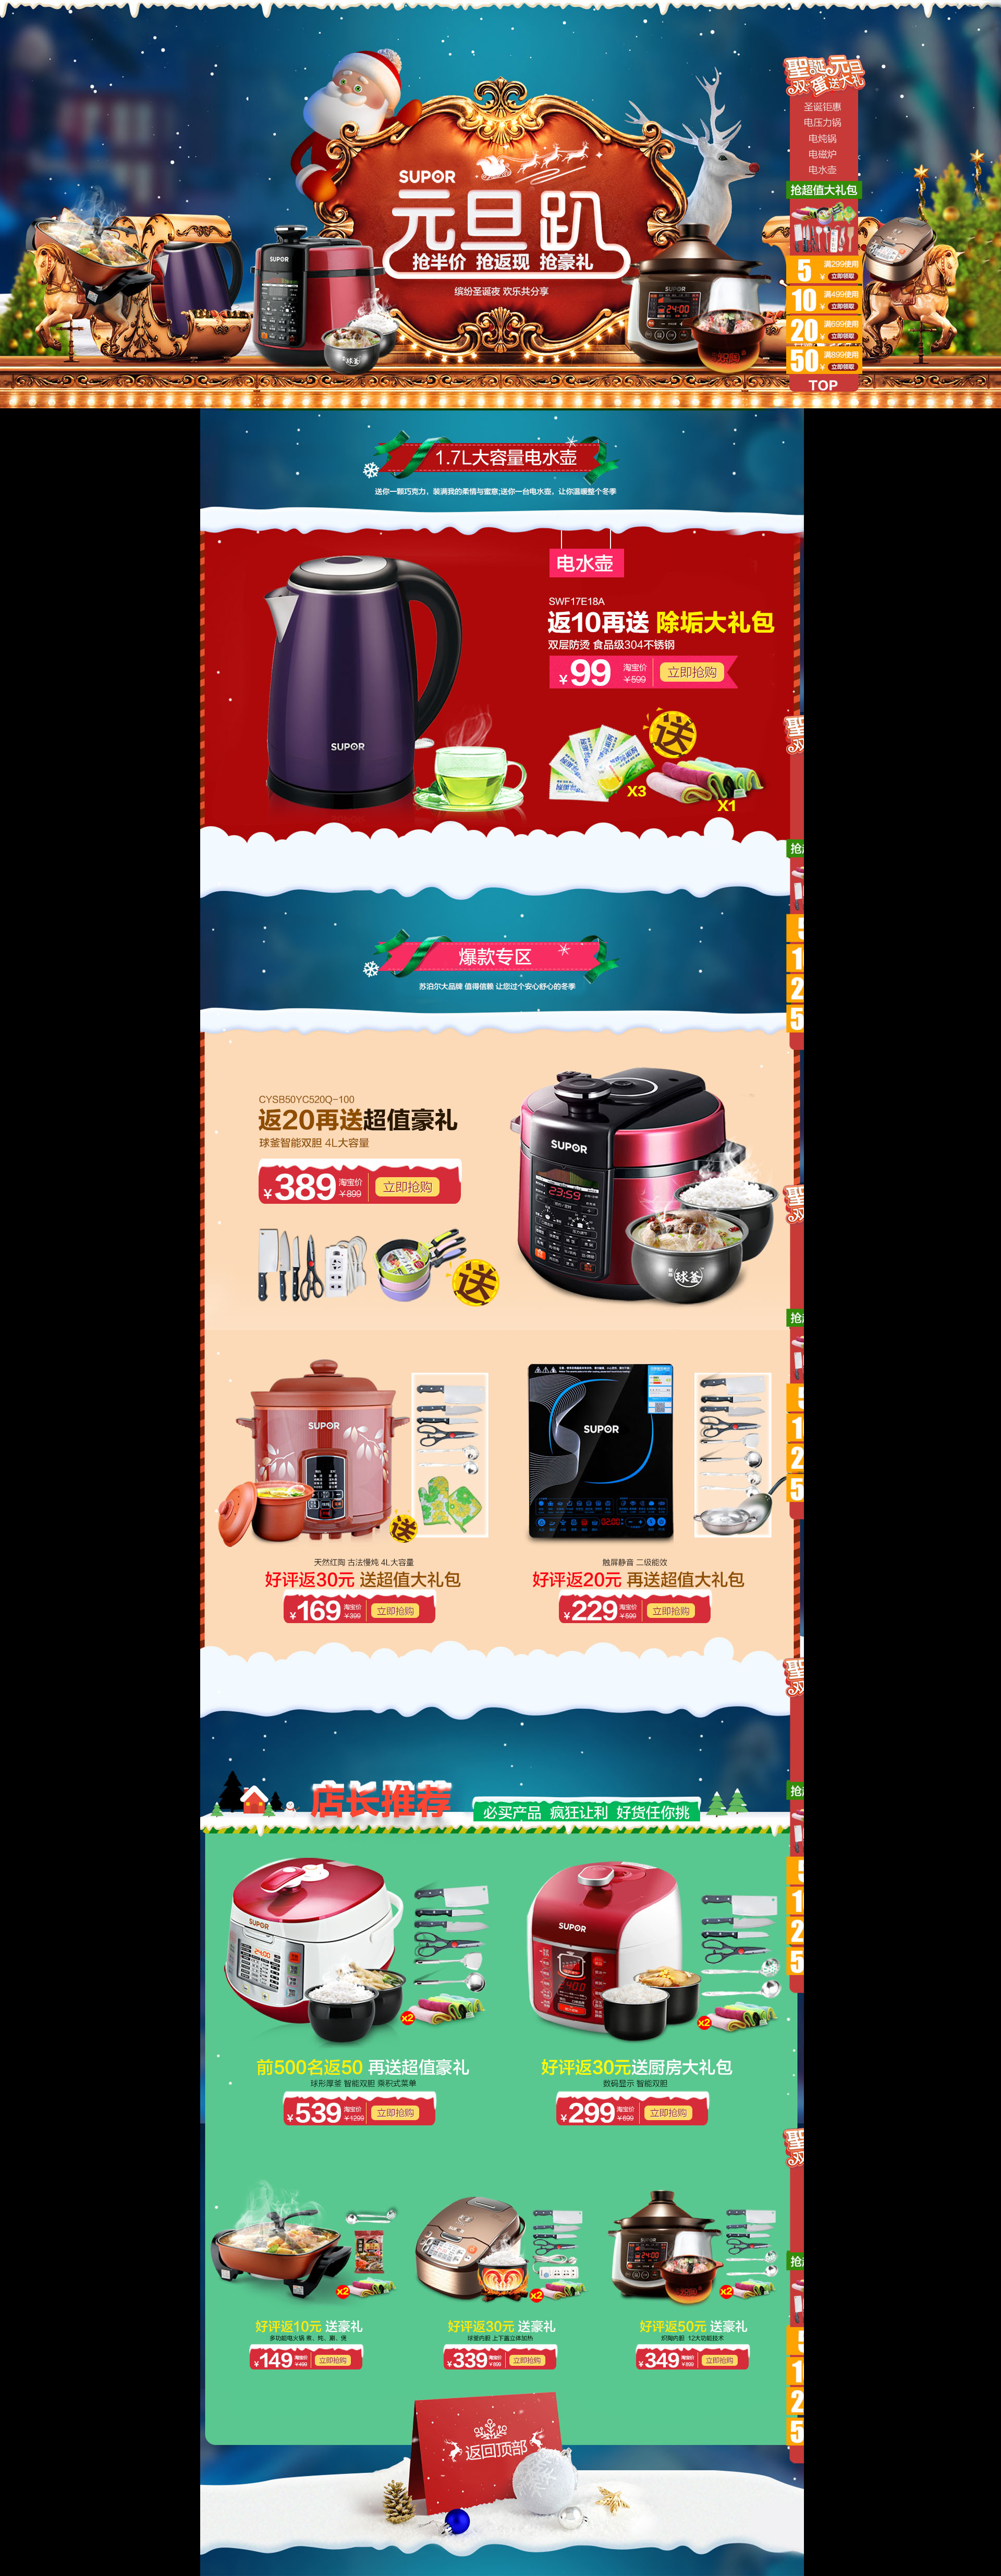 SUPOR
元旦趴
抢半价 抢返现 抢豪礼
缤纷圣诞夜 欢乐共分享
SUPOR
球釜
SUPOR
24:00
炽陶
聖誕元旦
双蛋送大礼
圣诞钜惠
电压力锅
电炖锅
电磁炉
电水壶
抢超值大礼包
5 ¥ 满299使用 立即领取
10 ¥ 满499使用 立即领取
20 ¥ 满699使用 立即领取
50 ¥ 满899使用 立即领取
TOP
1.7L大容量电水壶
送你一颗巧克力，装满我的柔情与蜜意;送你一台电水壶，让你温暖整个冬季
电水壶
SWF17E18A
返10再送 除垢大礼包
双层防烫 食品级304不锈钢
¥99 淘宝价 ¥599 立即抢购
SUPOR
送
X3
X1
爆款专区
苏泊尔大品牌 值得信赖 让您过个安心舒心的冬季
CYSB50YC520Q-100
返20再送超值豪礼
球釜智能双胆 4L大容量
¥389 淘宝价 ¥899 立即抢购
送
SUPOR
23:59
球釜
SUPOR
送
SUPOR
天然红陶 古法慢炖 4L大容量
好评返30元 送超值大礼包
¥169 淘宝价 ¥399 立即抢购
触屏静音 二级能效
好评返20元 再送超值大礼包
¥229 淘宝价 ¥599 立即抢购
店长推荐
必买产品 疯狂让利 好货任你挑
SUPOR
24:00
x2
SUPOR
x2
前500名返50 再送超值豪礼
球形厚釜 智能双胆 乘积式菜单
¥539 淘宝价 ¥1299 立即抢购
好评返30元送厨房大礼包
数码显示 智能双胆
¥299 淘宝价 ¥699 立即抢购
x2
x2
24:00
x2
好评返10元 送豪礼
多功能电火锅 煮、炖、涮、煲
¥149 淘宝价 ¥499 立即抢购
好评返30元 送豪礼
球釜内胆 上下盖立体加热
¥339 淘宝价 ¥899 立即抢购
好评返50元 送豪礼
炽陶内胆 12大功能技术
¥349 淘宝价 ¥899 立即抢购
返回顶部